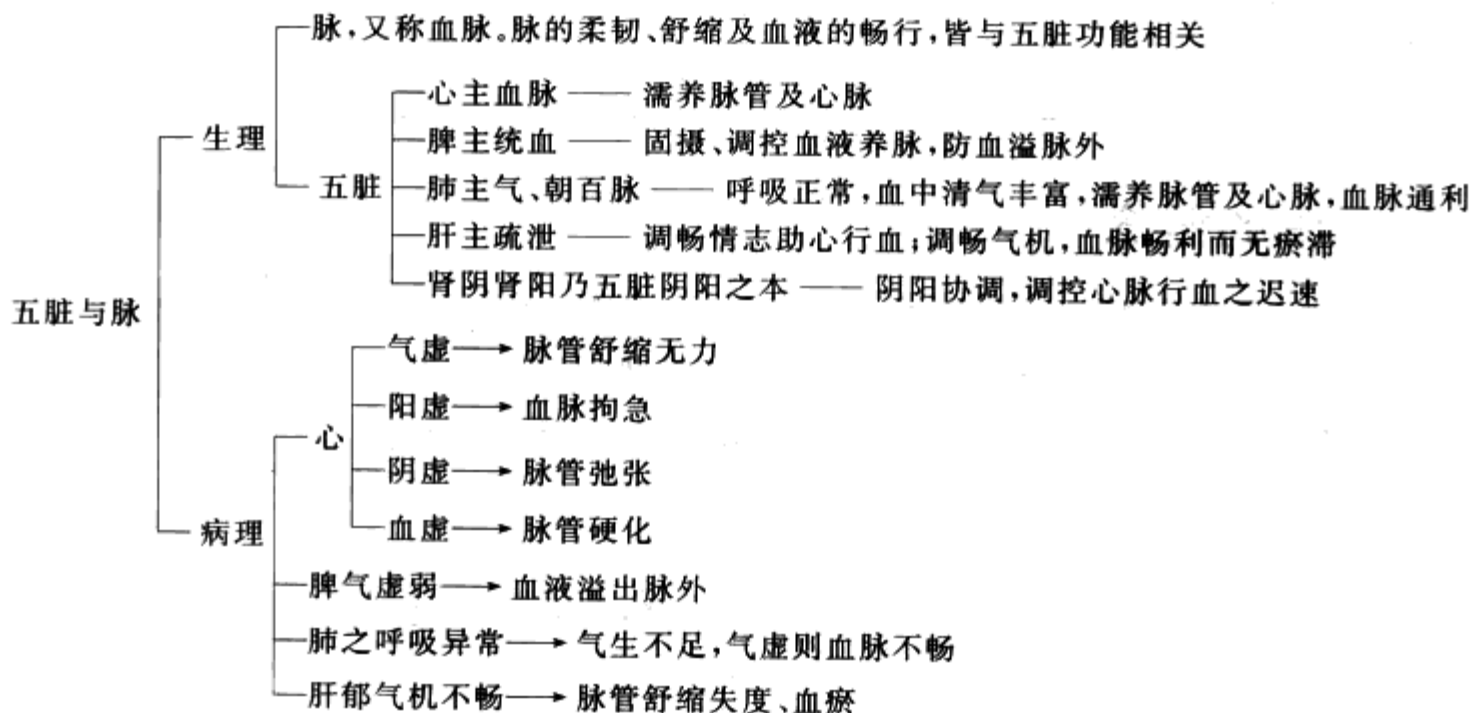 脉,又称血脉。脉的柔韧、舒缩及血液的畅行,皆与五脏功能相关
心主血脉 —— 濡养脉管及心脉
生理
脾主统血 —— 固摄、调控血液养脉,防血溢脉外
五脏
肺主气、朝百脉 —— 呼吸正常,血中清气丰富,濡养脉管及心脉,血脉通利
肝主疏泄 —— 调畅情志助心行血;调畅气机,血脉畅利而无瘀滞
肾阴肾阳乃五脏阴阳之本 —— 阴阳协调,调控心脉行血之迟速
五脏与脉
气虚→脉管舒缩无力
阳虚→血脉拘急
心
阴虚→脉管弛张
血虚→脉管硬化
病理
脾气虚弱→血液溢出脉外
肺之呼吸异常→气生不足,气虚则血脉不畅
肝郁气机不畅→脉管舒缩失度、血瘀